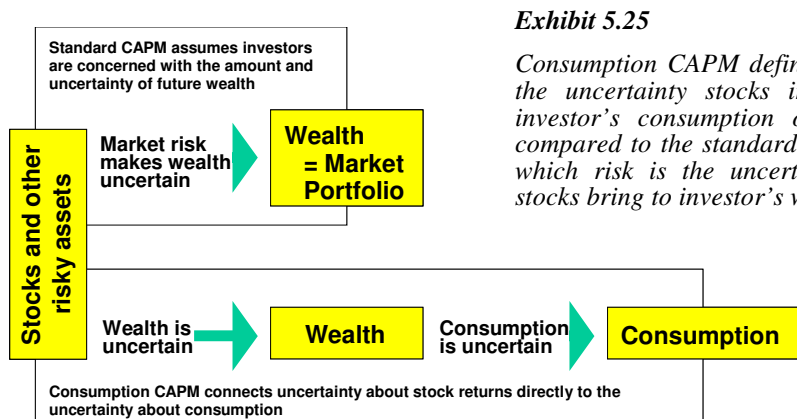 Exhibit 5.25
Consumption CAPM defin
the uncertainty stocks i
investor's consumption
compared to the standard
which risk is the uncert
stocks bring to investor's
Standard CAPM assumes investors
are concerned with the amount and
uncertainty of future wealth
Stocks and other
risky assets
Market risk
makes wealth
uncertain
Wealth
= Market
Portfolio
Wealth is
uncertain
Wealth
Consumption
is uncertain
Consumption
Consumption CAPM connects uncertainty about stock returns directly to the
uncertainty about consumption